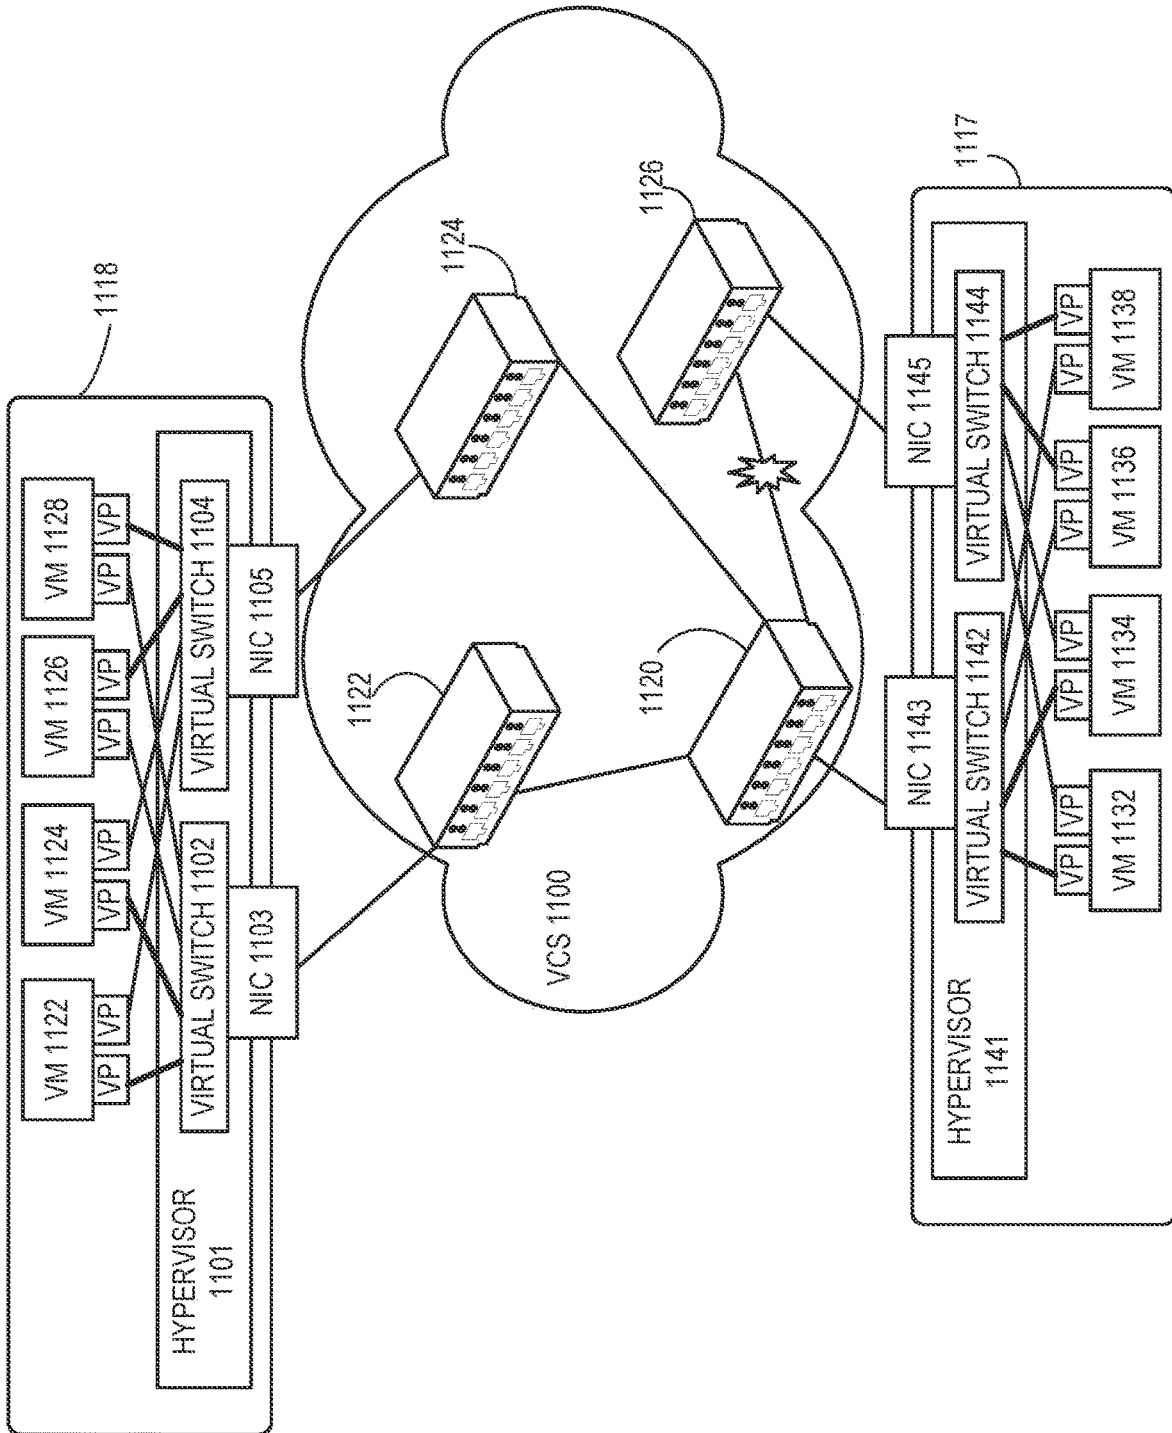 1118
VM 1122
VM 1124
VM 1126
VM 1128
VP
VP
VP
VP
VP
VP
VP
VP
HYPERVISOR
1101
VIRTUAL SWITCH 1102
VIRTUAL SWITCH 1104
NIC 1103
NIC 1105
1122
1124
VCS 1100
1120
1126
NIC 1143
NIC 1145
1117
HYPERVISOR
1141
VIRTUAL SWITCH 1142
VIRTUAL SWITCH 1144
VP
VP
VP
VP
VP
VP
VP
VP
VM 1132
VM 1134
VM 1136
VM 1138